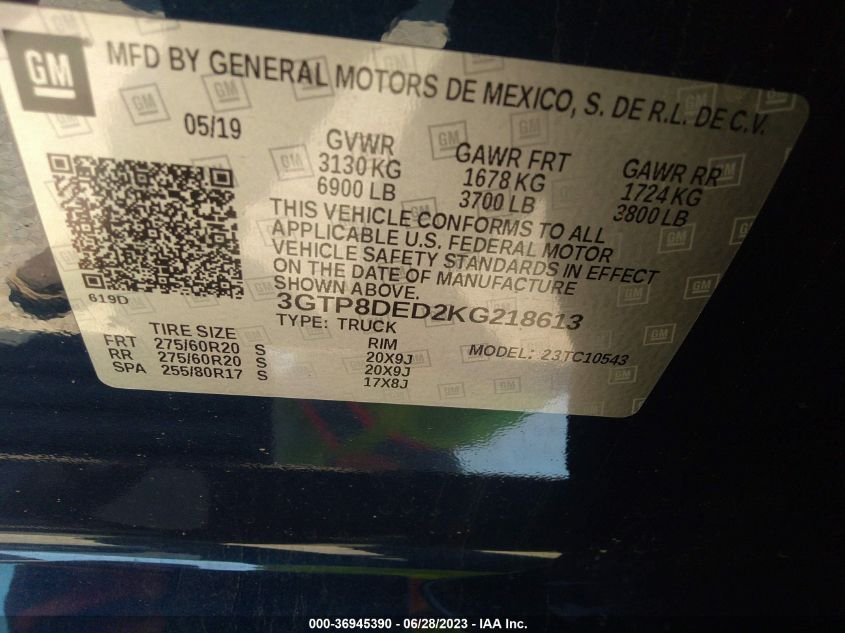 GM
MFD BY GENERAL MOTORS DE MEXICO, S. DE R.L. DE C.V.
05/19
GVWR
3130 KG
6900 LB
GAWR FRT
1678 KG
3700 LB
GAWR RR
1724 KG
3800 LB
THIS VEHICLE CONFORMS TO ALL
APPLICABLE U.S. FEDERAL MOTOR
VEHICLE SAFETY STANDARDS IN EFFECT
ON THE DATE OF MANUFACTURE
SHOWN ABOVE.
619D
3GTP8DED2KG218613
TYPE: TRUCK
MODEL: 23TC10543
TIRE SIZE RIM
FRT 275/60R20 S 20X9J
RR 275/60R20 S 20X9J
SPA 255/80R17 S 17X8J
000-36945390 - 06/28/2023 - IAA Inc.